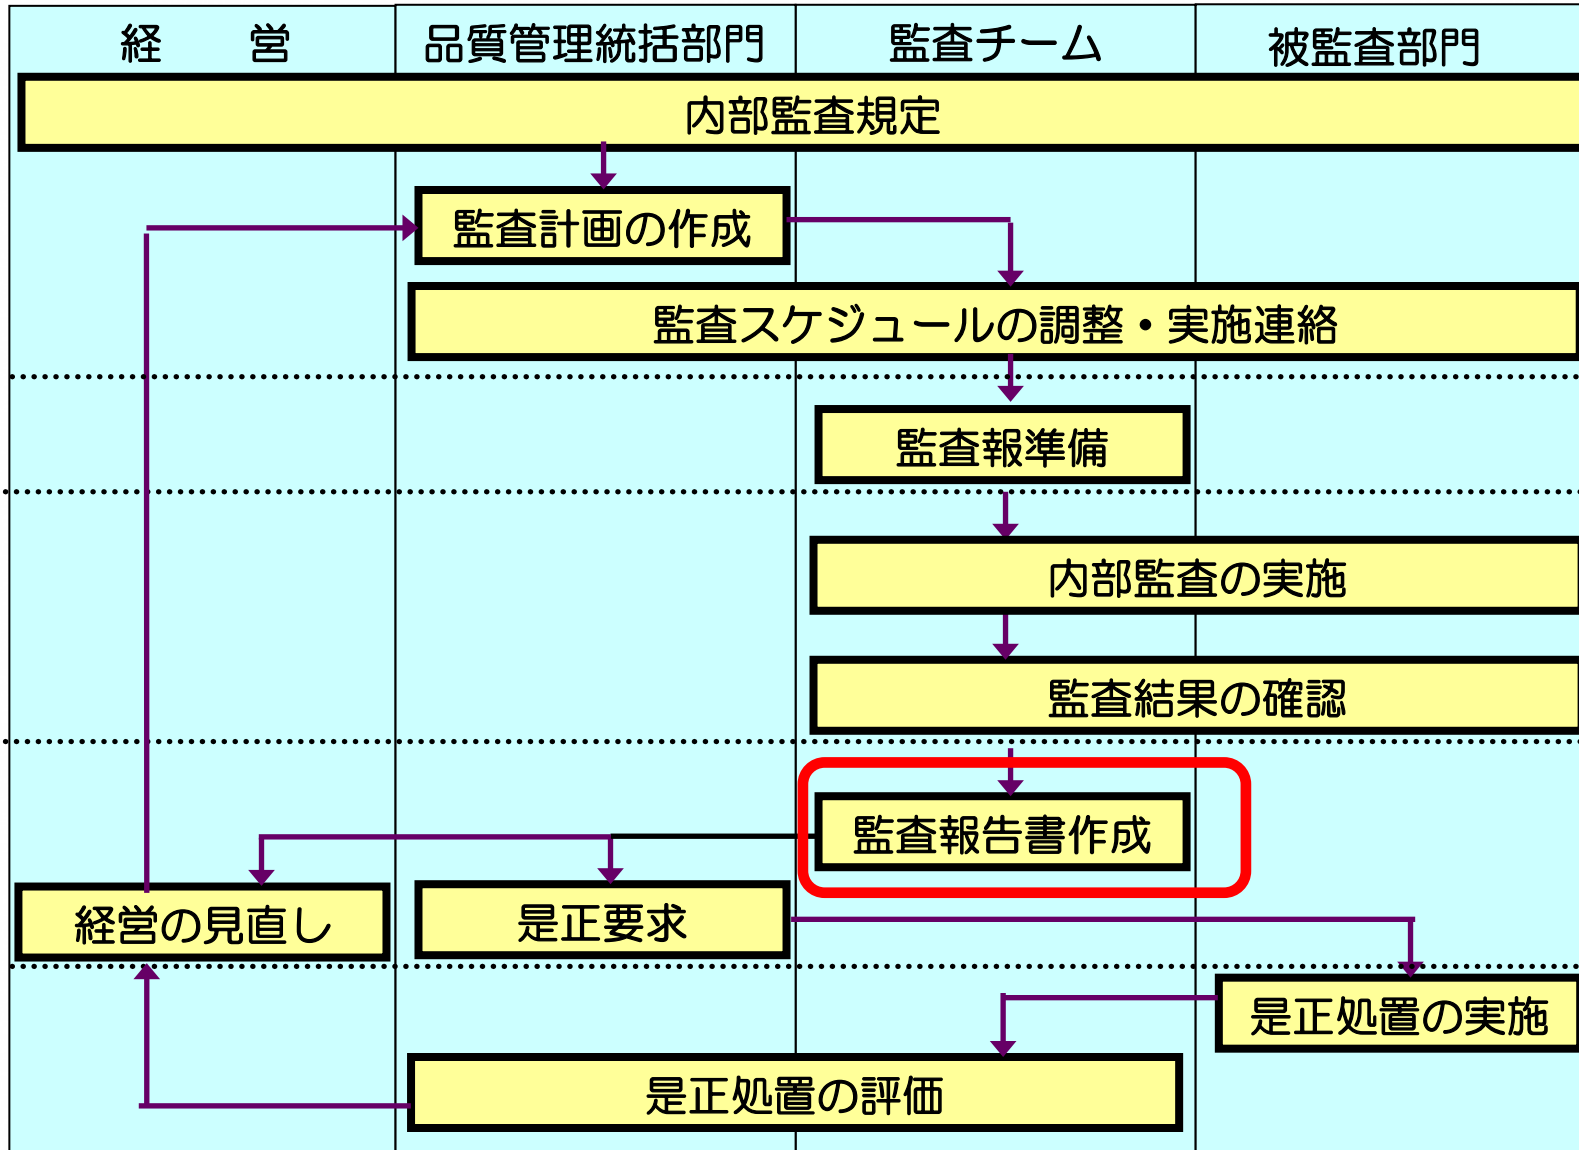 経　営
品質管理統括部門
監査チーム
被監査部門
内部監査規定
監査計画の作成
監査スケジュールの調整・実施連絡
監査報準備
内部監査の実施
監査結果の確認
監査報告書作成
経営の見直し
是正要求
是正処置の実施
是正処置の評価